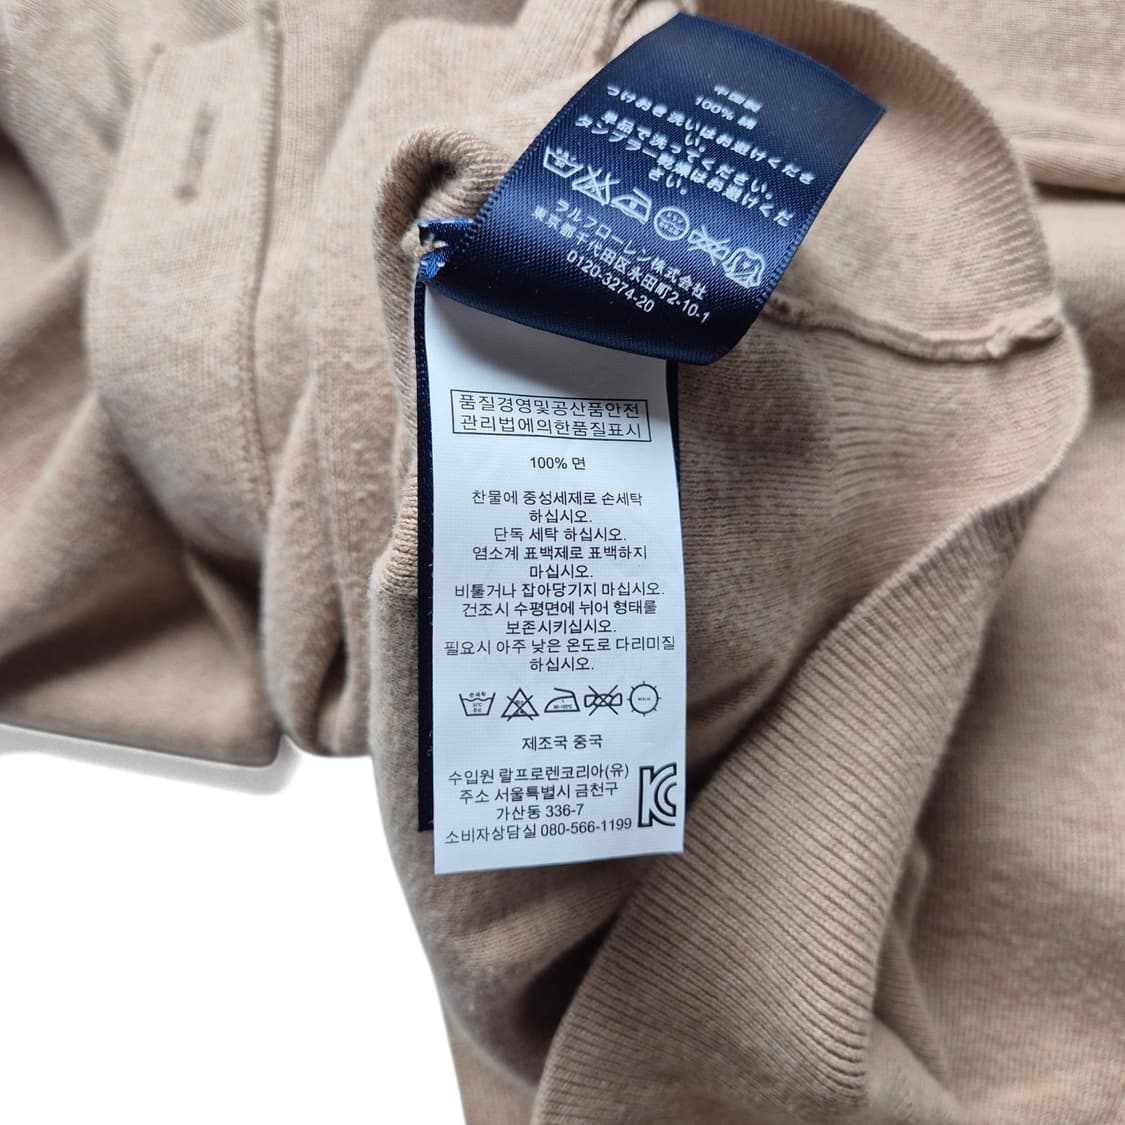 中国製
100% 綿
つけおき洗いはお避けくださ
い。
単品で洗ってください。
タンブラー乾燥はお避けくだ
さい。
ラルフローレン株式会社
東京都千代田区永田町2-10-1
0120-3274-20
품질경영및공산품안전
관리법에의한품질표시
100% 면
찬물에 중성세제로 손세탁
하십시오.
단독 세탁 하십시오.
염소계 표백제로 표백하지
마십시오.
비틀거나 잡아당기지 마십시오.
건조시 수평면에 뉘어 형태를
보존시키십시오.
필요시 아주 낮은 온도로 다리미질
하십시오.
제조국 중국
수입원 랄프로렌코리아(유)
주소 서울특별시 금천구
가산동 336-7
소비자상담실 080-566-1199